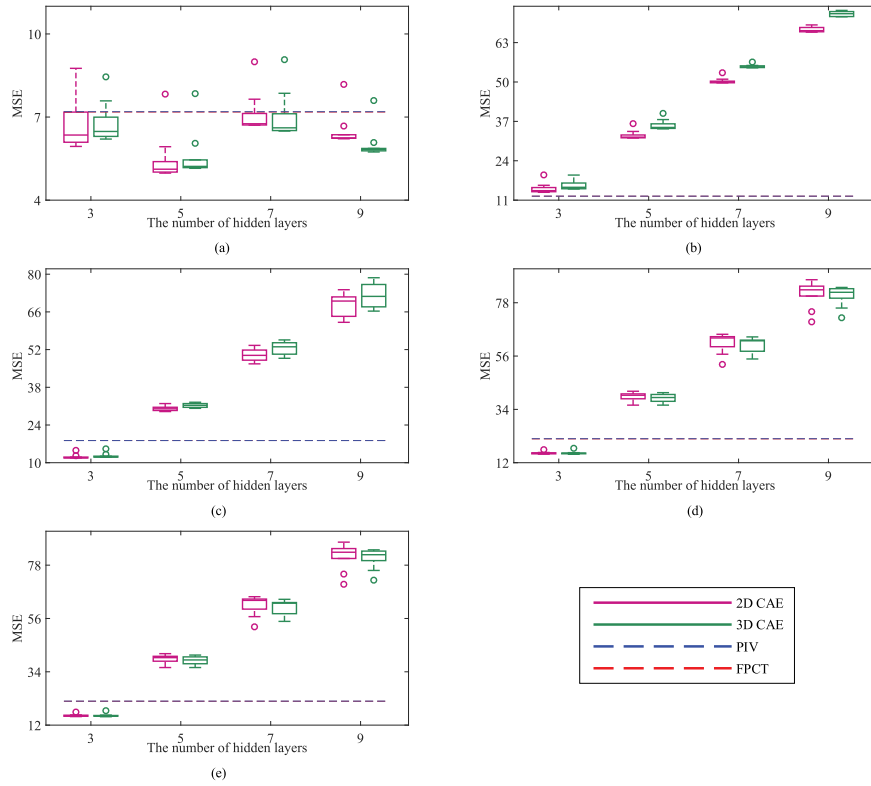 11
7
4
MSE
3 5 7 9
The number of hidden layers
(a)
63
50
37
24
11
MSE
3 5 7 9
The number of hidden layers
(b)
80
66
52
38
24
10
MSE
3 5 7 9
The number of hidden layers
(c)
78
56
34
12
MSE
3 5 7 9
The number of hidden layers
(d)
78
56
34
12
MSE
3 5 7 9
The number of hidden layers
(e)
2D CAE
3D CAE
PIV
FPCT